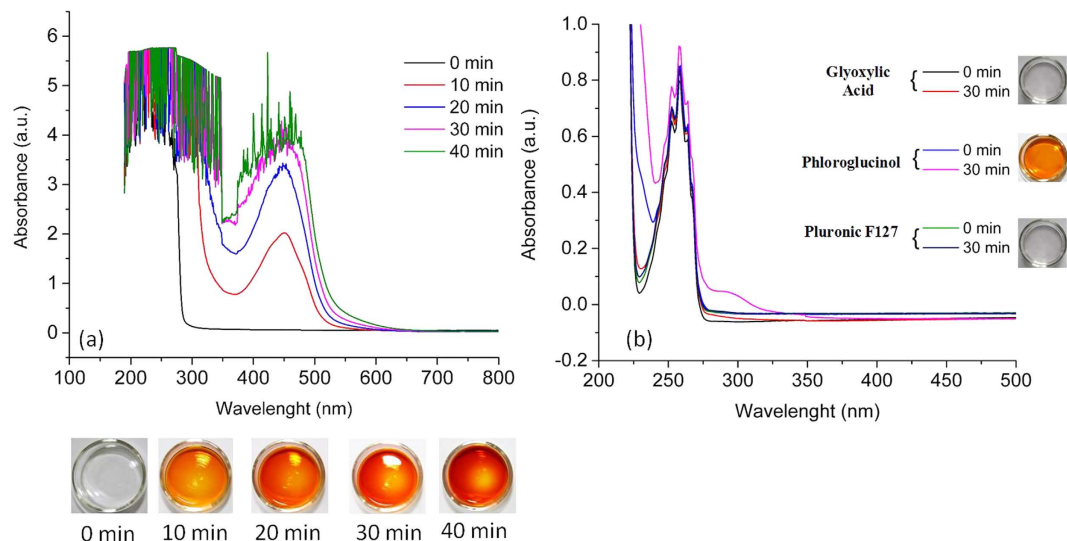 6
5
4
3
2
1
0
Absorbance (a.u.)
0 min
10 min
20 min
30 min
40 min
(a)
100 200 300 400 500 600 700 800
Wavelenght (nm)
0 min 10 min 20 min 30 min 40 min
1.0
0.8
0.6
0.4
0.2
0.0
-0.2
Absorbance (a.u.)
Glyoxylic
Acid
{
0 min
30 min
Phloroglucinol
{
0 min
30 min
Pluronic F127
{
0 min
30 min
(b)
200 250 300 350 400 450 500
Wavelenght (nm)